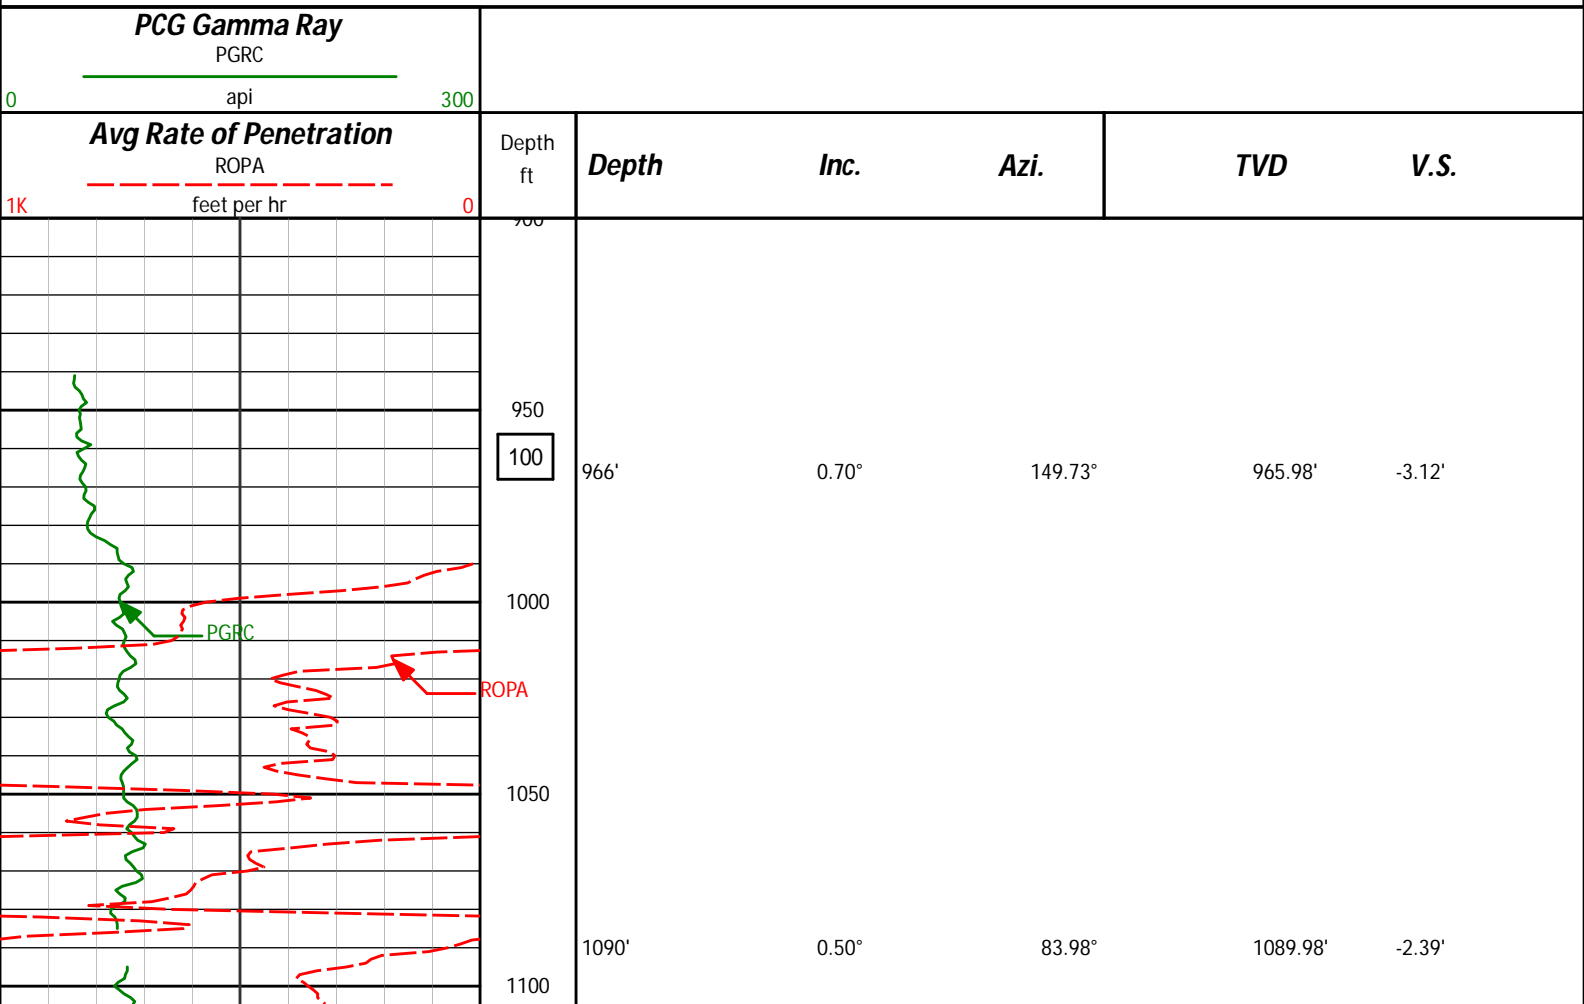 PCG Gamma Ray
PGRC
0 api 300
Avg Rate of Penetration
ROPA
1K feet per hr 0
Depth
ft
Depth Inc. Azi. TVD V.S.
900
950
100
966' 0.70° 149.73° 965.98' -3.12'
1000
PGRC
ROPA
1050
1090' 0.50° 83.98° 1089.98' -2.39'
1100